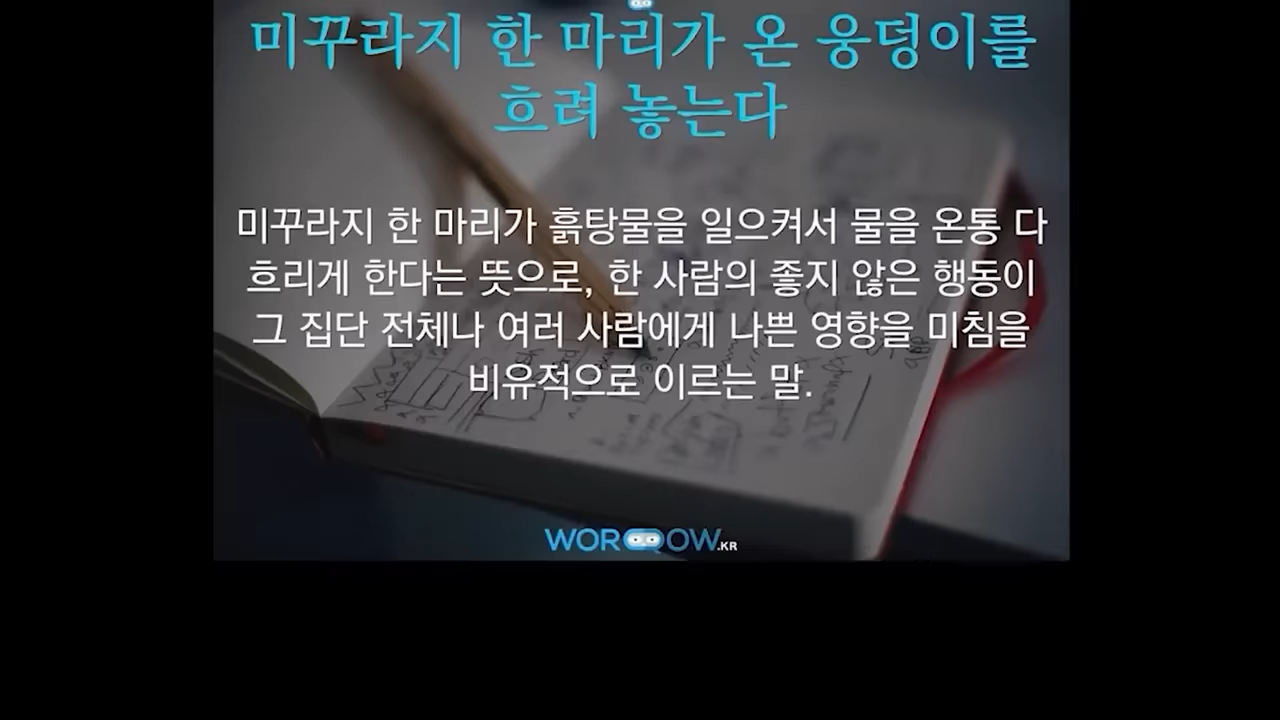 미꾸라지 한 마리가 온 웅덩이를
흐려 놓는다
미꾸라지 한 마리가 흙탕물을 일으켜서 물을 온통 다
흐리게 한다는 뜻으로, 한 사람의 좋지 않은 행동이
그 집단 전체나 여러 사람에게 나쁜 영향을 미침을
비유적으로 이르는 말.
WORDOW.KR